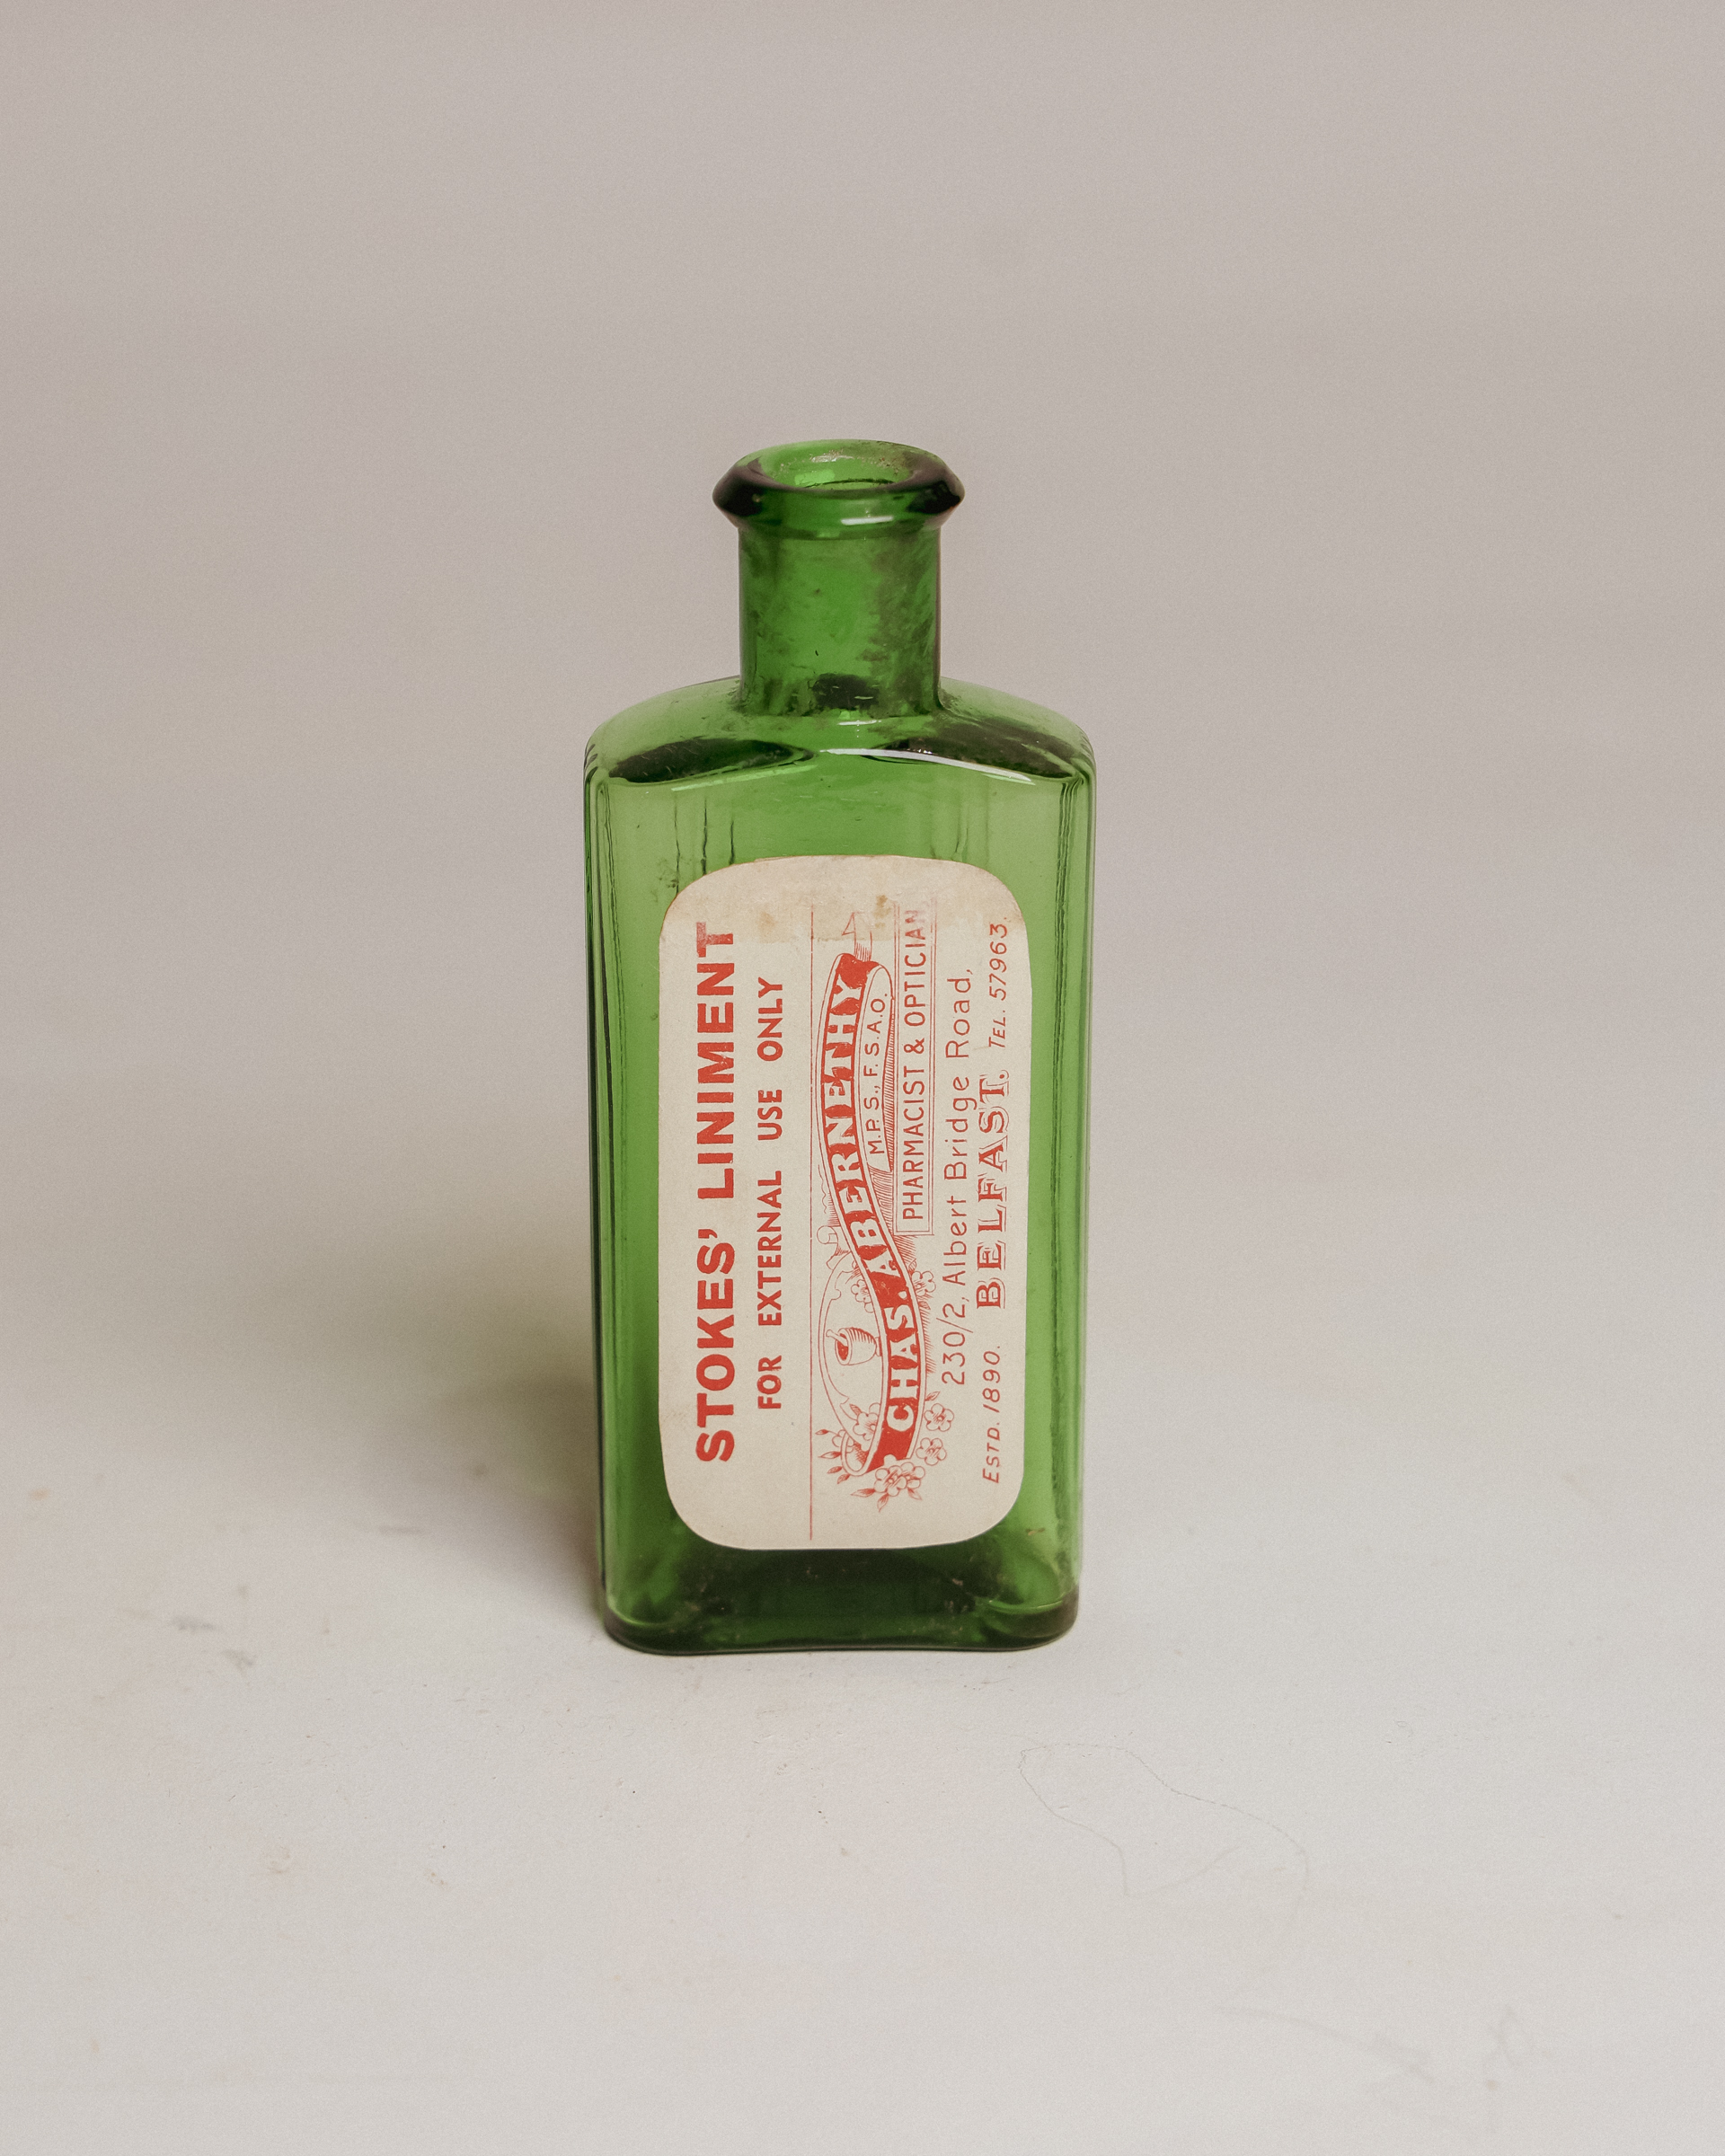 STOKES' LINIMENT
FOR EXTERNAL USE ONLY
CHAS. ABERNETHY
M.P.S., F.S.A.O.
PHARMACIST & OPTICIAN
230/2, Albert Bridge Road,
ESTD. 1890. BELFAST. TEL. 57963.